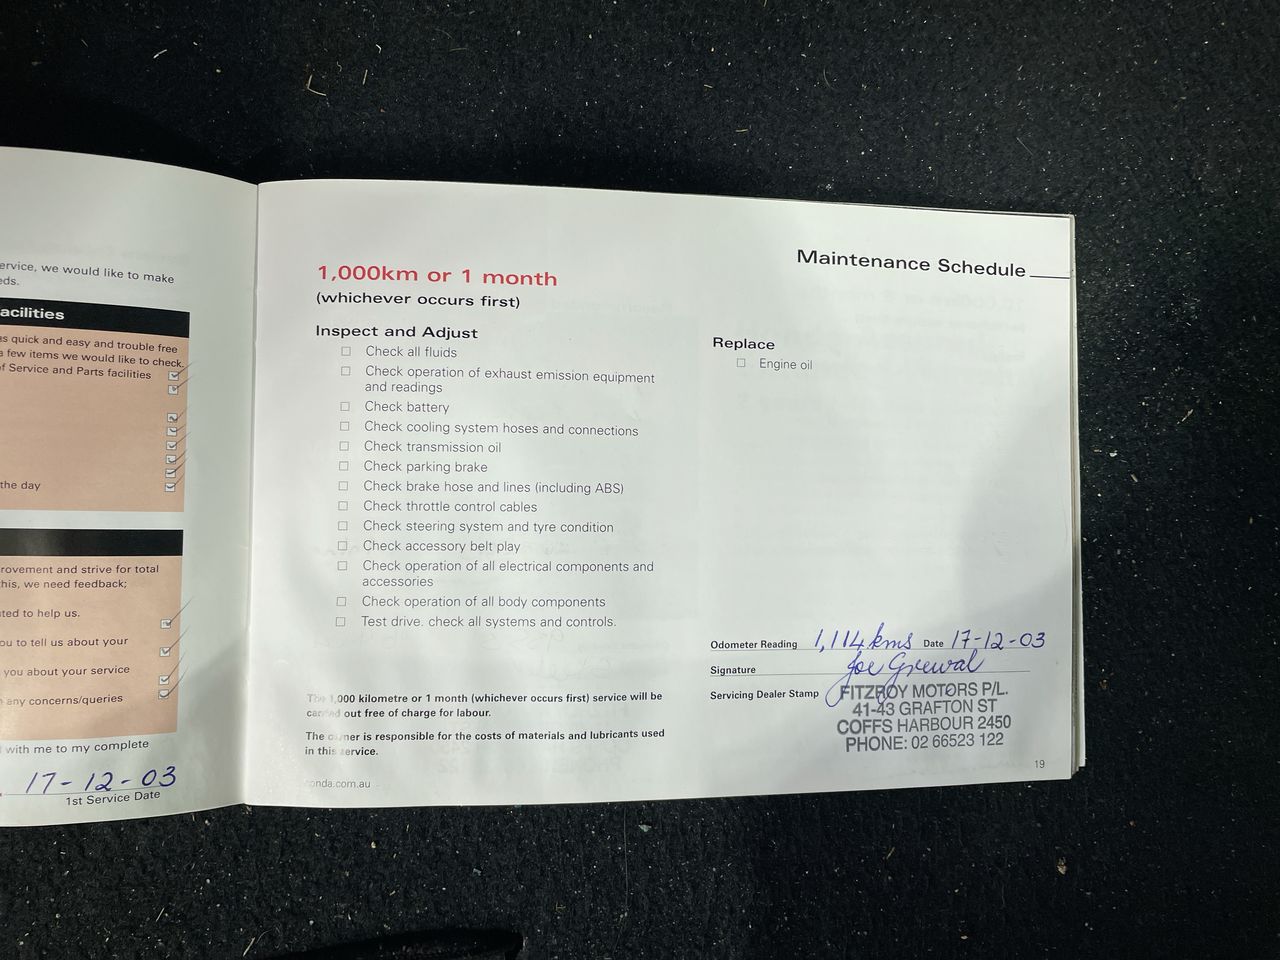 ervice, we would like to make
eds.
acilities
as quick and easy and trouble free
a few items we would like to check.
of Service and Parts facilities
the day
rovement and strive for total
this, we need feedback;
ted to help us.
ou to tell us about your
you about your service
any concerns/queries
with me to my complete
17-12-03
1st Service Date
Maintenance Schedule
1,000km or 1 month
(whichever occurs first)
Inspect and Adjust
Check all fluids
Check operation of exhaust emission equipment
and readings
Check battery
Check cooling system hoses and connections
Check transmission oil
Check parking brake
Check brake hose and lines (including ABS)
Check throttle control cables
Check steering system and tyre condition
Check accessory belt play
Check operation of all electrical components and
accessories
Check operation of all body components
Test drive. check all systems and controls.
Replace
Engine oil
The 1,000 kilometre or 1 month (whichever occurs first) service will be
carried out free of charge for labour.
The owner is responsible for the costs of materials and lubricants used
in this service.
Odometer Reading 1,114kms Date 17-12-03
Signature Joe Grewal
Servicing Dealer Stamp FITZROY MOTORS P/L.
41-43 GRAFTON ST
COFFS HARBOUR 2450
PHONE: 02 66523 122
onda.com.au
19